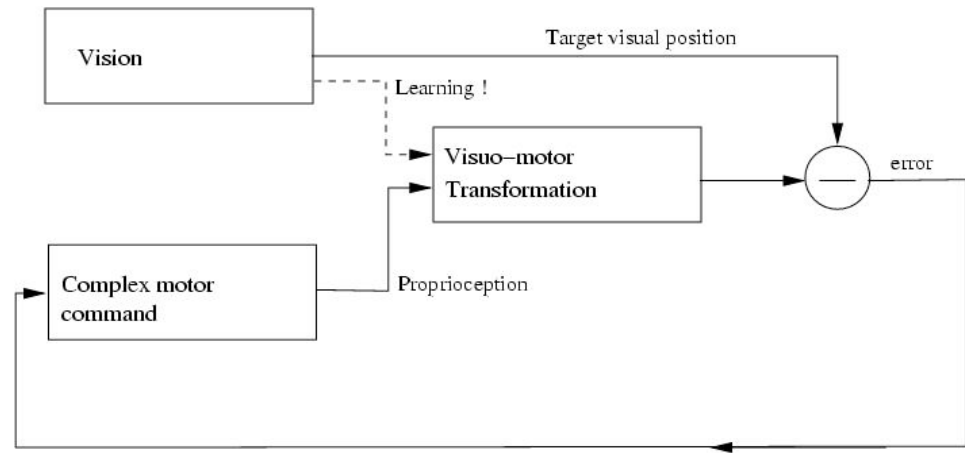 Vision
Target visual position
Learning !
Visuo-motor
Transformation
error
Complex motor
command
Proprioception